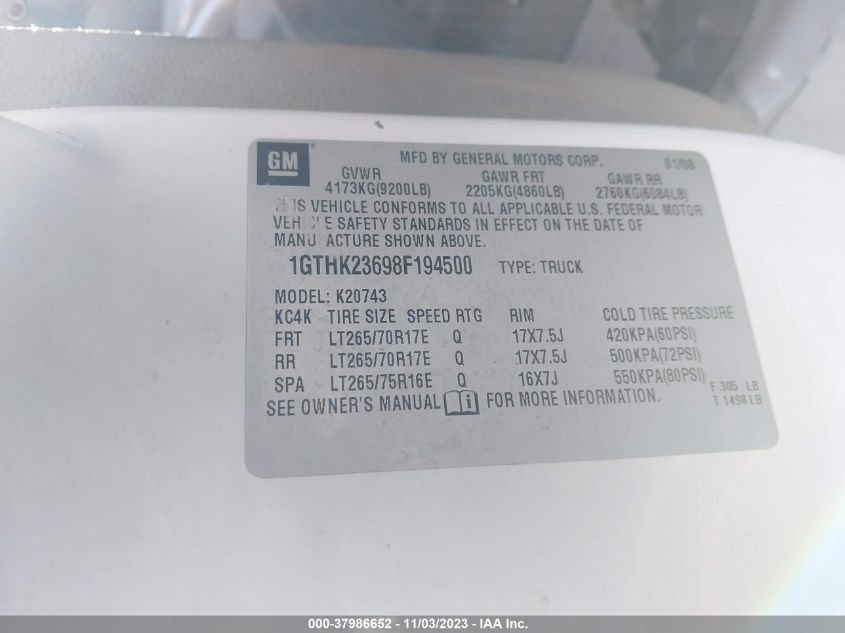 GM
MFD BY GENERAL MOTORS CORP. 01/08
GVWR GAWR FRT GAWR RR
4173KG(9200LB) 2205KG(4860LB) 2760KG(6084LB)
IS VEHICLE CONFORMS TO ALL APPLICABLE U.S. FEDERAL MOTOR
VEHI E SAFETY STANDARDS IN EFFECT ON THE DATE OF
MANU ACTURE SHOWN ABOVE.
1GTHK23698F194500 TYPE: TRUCK
MODEL: K20743
KC4K TIRE SIZE SPEED RTG RIM COLD TIRE PRESSURE
FRT LT265/70R17E Q 17X7.5J 420KPA(60PSI)
RR LT265/70R17E Q 17X7.5J 500KPA(72PSI)
SPA LT265/75R16E Q 16X7J 550KPA(80PSI)
F 305 LB
SEE OWNER'S MANUAL i FOR MORE INFORMATION. T 1498 LB
000-37986652 - 11/03/2023 - IAA Inc.